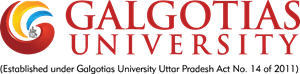 GALGOTIAS
UNIVERSITY
(Established under Galgotias University Uttar Pradesh Act No. 14 of 2011)